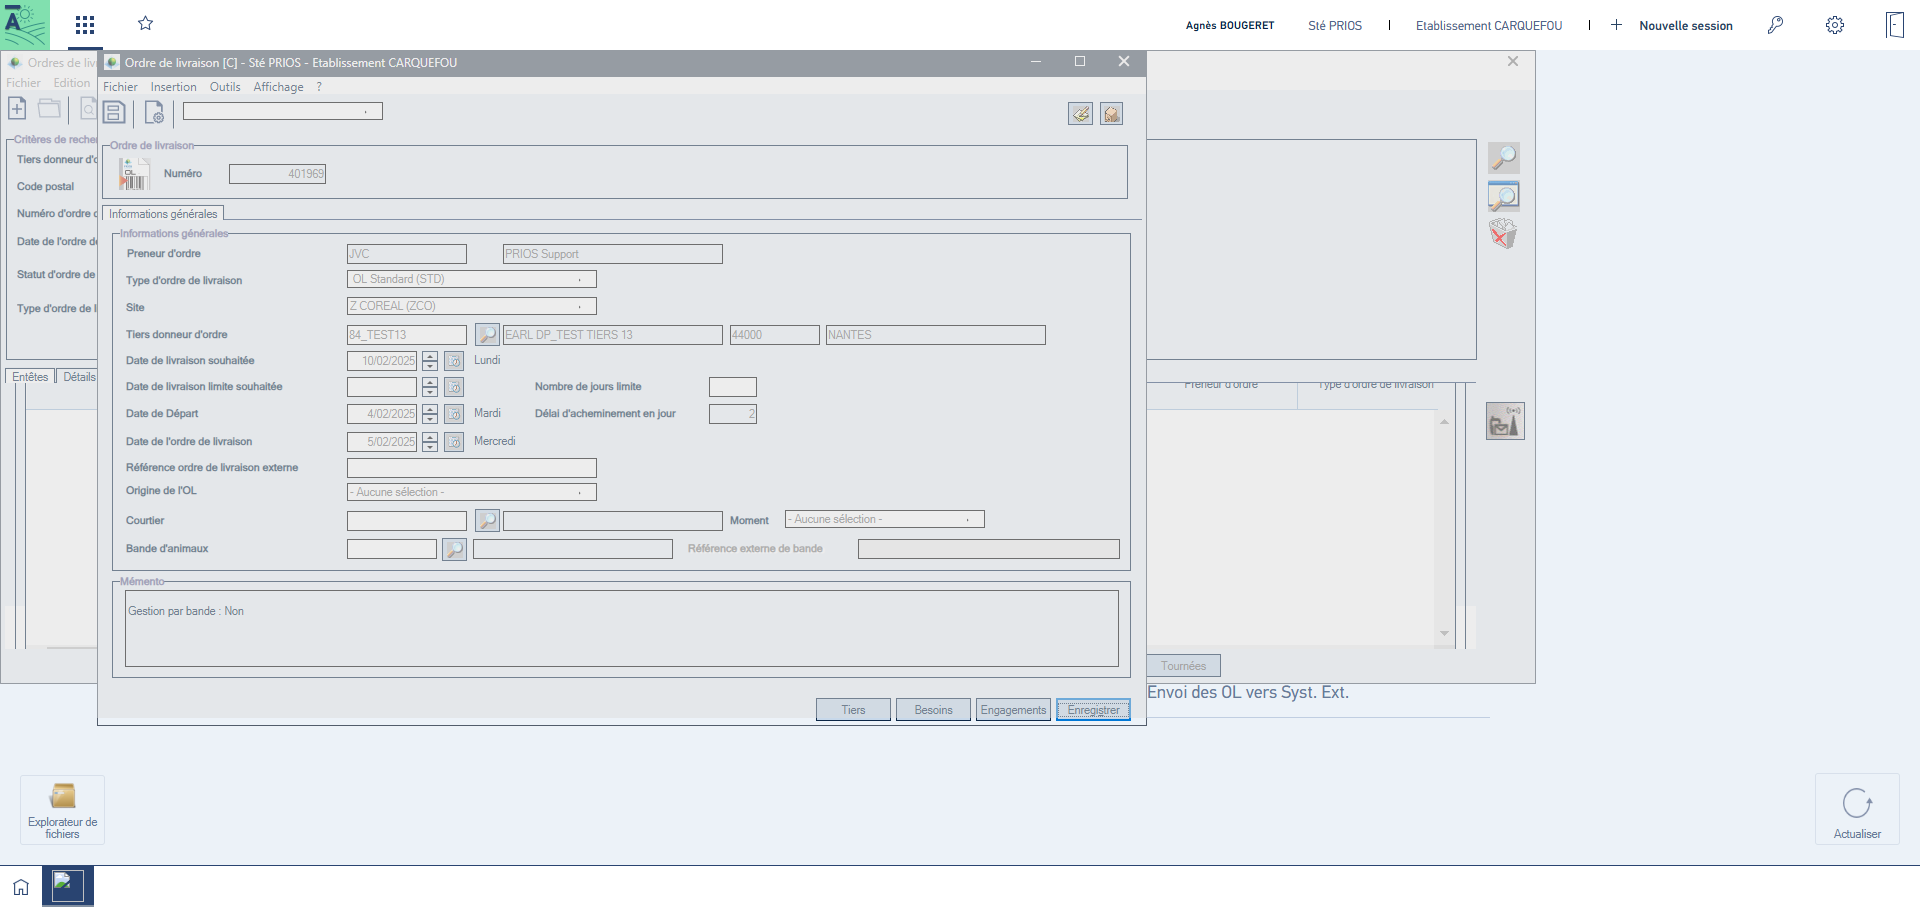 Agnès BOUGERET
Sté PRIOS
Etablissement CARQUEFOU
Nouvelle session
Ordres de liv
Fichier Edition
Critères de recher
Tiers donneur d'o
Code postal
Numéro d'ordre d
Date de l'ordre de
Statut d'ordre de
Type d'ordre de l
Entêtes Détails
Ordre de livraison [C] - Sté PRIOS - Etablissement CARQUEFOU
Fichier Insertion Outils Affichage ?
Ordre de livraison
OL
Numéro 401969
Informations générales
Informations générales
Preneur d'ordre JVC PRIOS Support
Type d'ordre de livraison OL Standard (STD)
Site Z COREAL (ZCO)
Tiers donneur d'ordre 84_TEST13 EARL DP_TEST TIERS 13 44000 NANTES
Date de livraison souhaitée 10/02/2025 Lundi
Date de livraison limite souhaitée Nombre de jours limite
Date de Départ 4/02/2025 Mardi Délai d'acheminement en jour 2
Date de l'ordre de livraison 5/02/2025 Mercredi
Référence ordre de livraison externe
Origine de l'OL - Aucune sélection -
Courtier Moment - Aucune sélection -
Bande d'animaux Référence externe de bande
Mémento
Gestion par bande : Non
Tiers Besoins Engagements Enregistrer
Preneur d'ordre Type d'ordre de livraison
Tournées
Envoi des OL vers Syst. Ext.
Explorateur de
fichiers
Actualiser